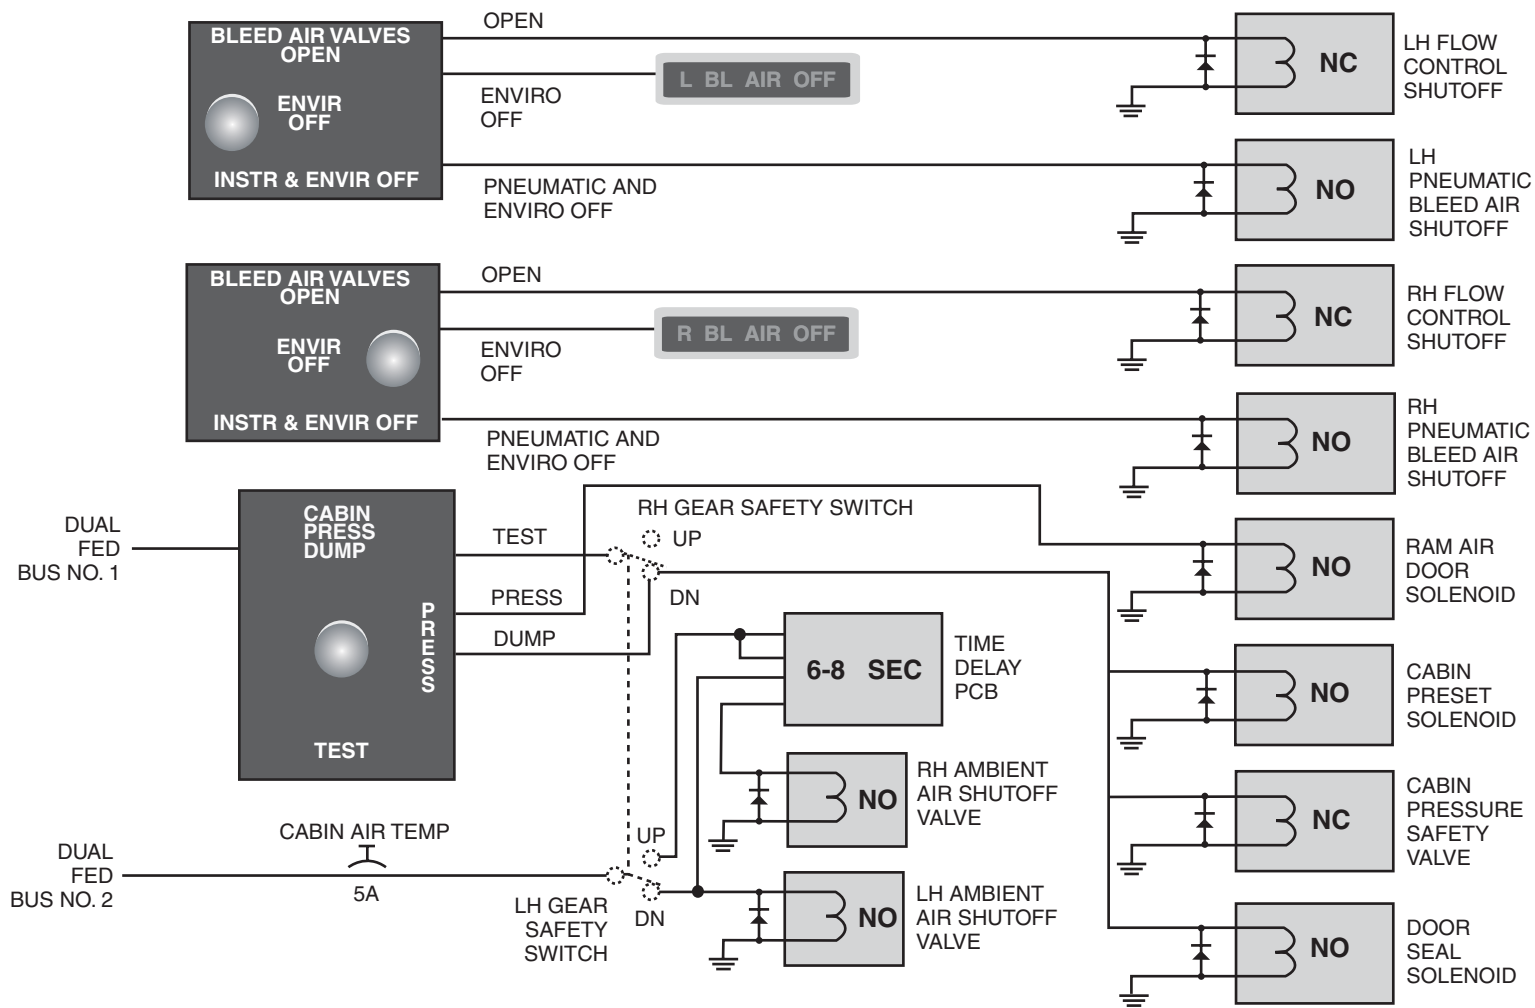 BLEED AIR VALVES
OPEN
ENVIR
OFF
INSTR & ENVIR OFF
OPEN
ENVIRO
OFF
L BL AIR OFF
PNEUMATIC AND
ENVIRO OFF
NC
LH FLOW
CONTROL
SHUTOFF
NO
LH
PNEUMATIC
BLEED AIR
SHUTOFF
BLEED AIR VALVES
OPEN
ENVIR
OFF
INSTR & ENVIR OFF
OPEN
ENVIRO
OFF
R BL AIR OFF
PNEUMATIC AND
ENVIRO OFF
NC
RH FLOW
CONTROL
SHUTOFF
NO
RH
PNEUMATIC
BLEED AIR
SHUTOFF
DUAL
FED
BUS NO. 1
CABIN
PRESS
DUMP
PRESS
TEST
TEST
PRESS
DUMP
RH GEAR SAFETY SWITCH
UP
DN
NO
RAM AIR
DOOR
SOLENOID
6-8 SEC
TIME
DELAY
PCB
NO
CABIN
PRESET
SOLENOID
NO
RH AMBIENT
AIR SHUTOFF
VALVE
NC
CABIN
PRESSURE
SAFETY
VALVE
DUAL
FED
BUS NO. 2
CABIN AIR TEMP
5A
UP
DN
LH GEAR
SAFETY
SWITCH
NO
LH AMBIENT
AIR SHUTOFF
VALVE
NO
DOOR
SEAL
SOLENOID